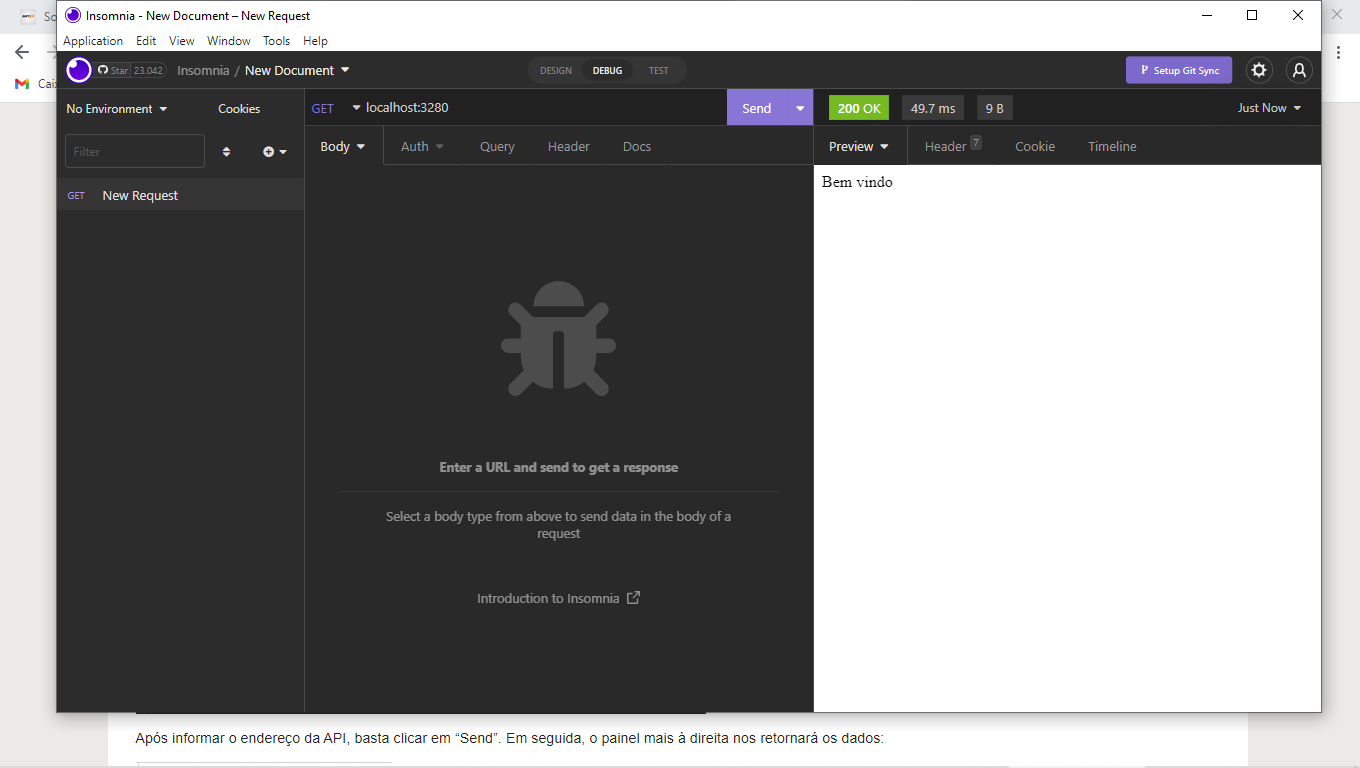 So
Insomnia - New Document – New Request
Application Edit View Window Tools Help
Star 23.042 Insomnia / New Document DESIGN DEBUG TEST Setup Git Sync
Caix
No Environment Cookies GET localhost:3280 Send 200 OK 49.7 ms 9 B Just Now
Filter Body Auth Query Header Docs Preview Header 7 Cookie Timeline
GET New Request
Bem vindo
Enter a URL and send to get a response
Select a body type from above to send data in the body of a
request
Introduction to Insomnia
Após informar o endereço da API, basta clicar em “Send”. Em seguida, o painel mais à direita nos retornará os dados: